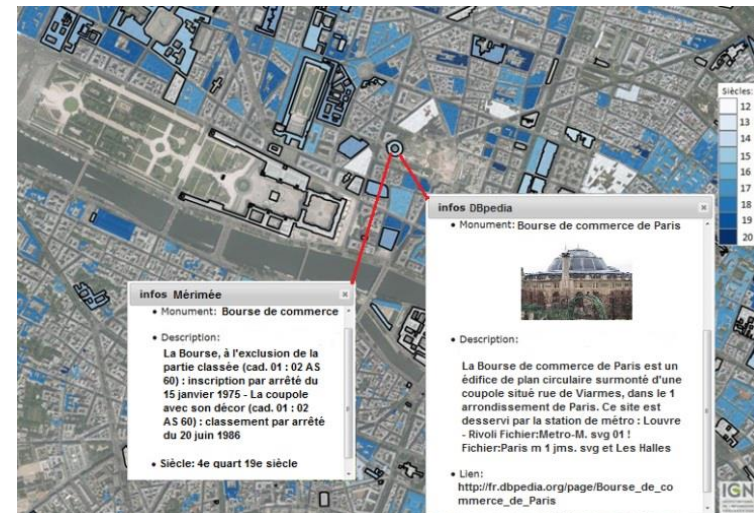 Siècles:
12
13
14
15
16
17
18
19
20
infos DBpedia
• Monument: Bourse de commerce de Paris
• Description:
La Bourse de commerce de Paris est un
édifice de plan circulaire surmonté d'une
coupole situé rue de Viarmes, dans le 1
arrondissement de Paris. Ce site est
desservi par la station de métro : Louvre
- Rivoli Fichier:Metro-M. svg 01 !
Fichier:Paris m 1 jms. svg et Les Halles
• Lien:
http://fr.dbpedia.org/page/Bourse_de_co
mmerce_de_Paris
infos Mérimée
• Monument: Bourse de commerce
• Description:
La Bourse, à l'exclusion de la
partie classée (cad. 01 : 02 AS
60) : inscription par arrêté du
15 janvier 1975 - La coupole
avec son décor (cad. 01 : 02
AS 60) : classement par arrêté
du 20 juin 1986
• Siècle: 4e quart 19e siècle
IGN